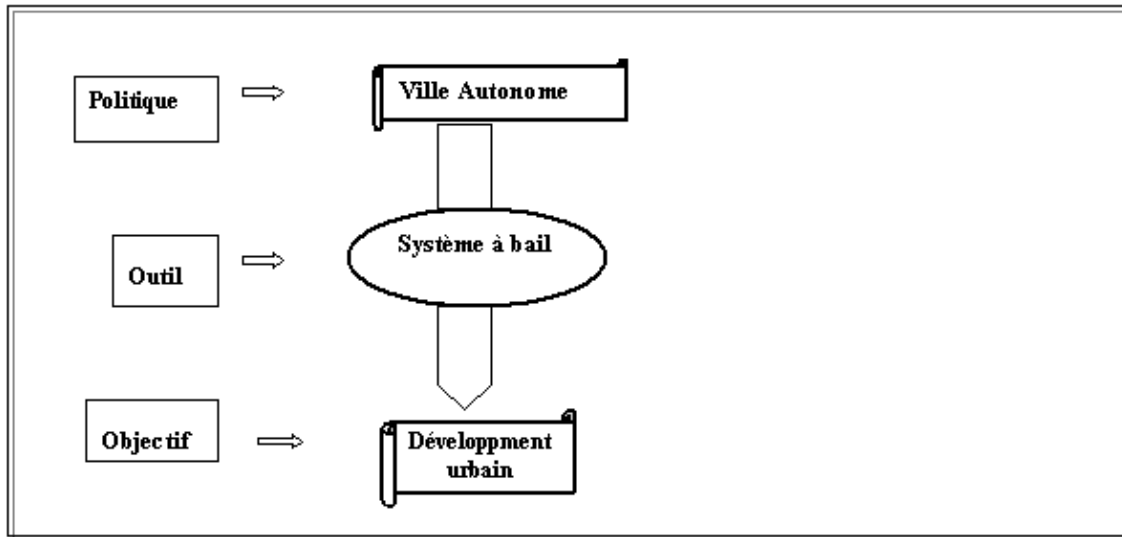 Politique
Ville Autonome
Outil
Système à bail
Objectif
Développment
urbain